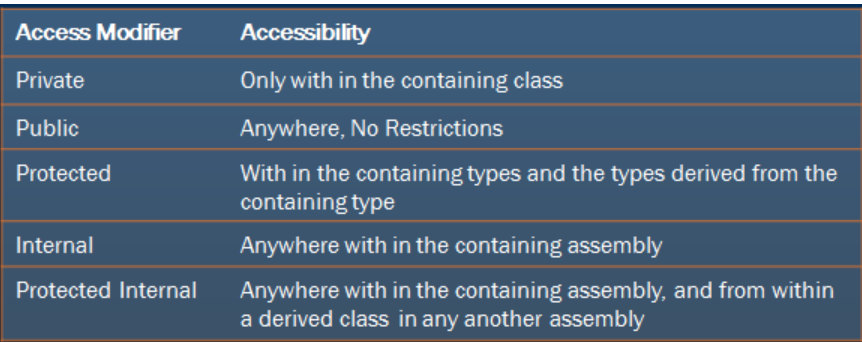 Access Modifier Accessibility
Private Only with in the containing class
Public Anywhere, No Restrictions
Protected With in the containing types and the types derived from the
containing type
Internal Anywhere with in the containing assembly
Protected Internal Anywhere with in the containing assembly, and from within
a derived class in any another assembly